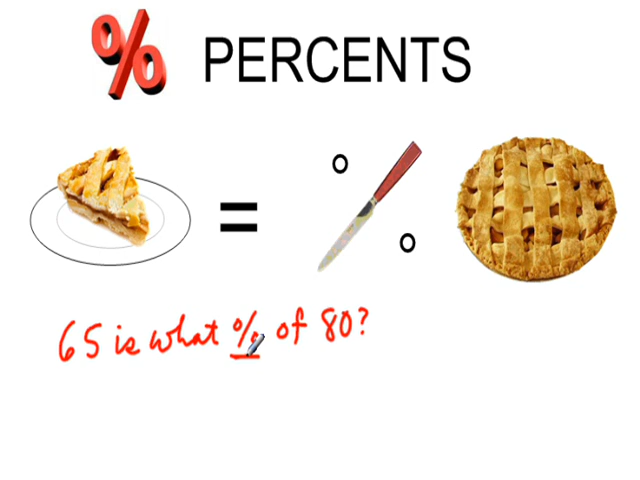 % PERCENTS
=
65 is what % of 80?